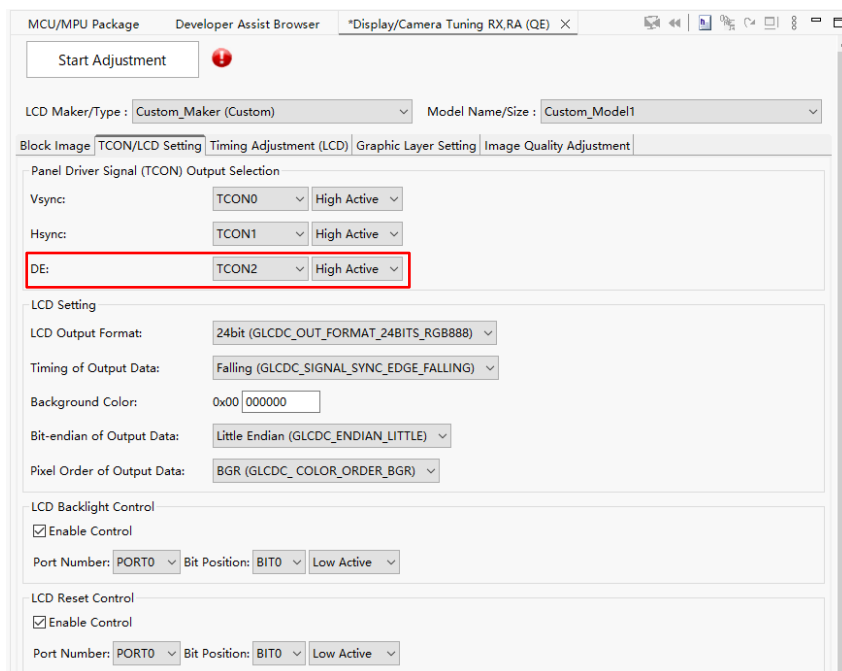 MCU/MPU Package Developer Assist Browser *Display/Camera Tuning RX,RA (QE)
Start Adjustment
LCD Maker/Type : Custom_Maker (Custom) Model Name/Size : Custom_Model1
Block Image TCON/LCD Setting Timing Adjustment (LCD) Graphic Layer Setting Image Quality Adjustment
Panel Driver Signal (TCON) Output Selection
Vsync: TCON0 High Active
Hsync: TCON1 High Active
DE: TCON2 High Active
LCD Setting
LCD Output Format: 24bit (GLCDC_OUT_FORMAT_24BITS_RGB888)
Timing of Output Data: Falling (GLCDC_SIGNAL_SYNC_EDGE_FALLING)
Background Color: 0x00 000000
Bit-endian of Output Data: Little Endian (GLCDC_ENDIAN_LITTLE)
Pixel Order of Output Data: BGR (GLCDC_ COLOR_ORDER_BGR)
LCD Backlight Control
Enable Control
Port Number: PORT0 Bit Position: BIT0 Low Active
LCD Reset Control
Enable Control
Port Number: PORT0 Bit Position: BIT0 Low Active